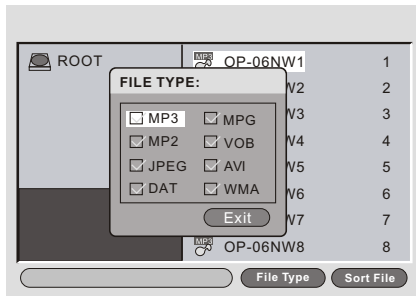 ROOT
MP3 OP-06NW1 1
FILE TYPE:
W2 2
MP3 MPG
W3 3
MP2 VOB
W4 4
JPEG AVI
W5 5
DAT WMA
W6 6
Exit
W7 7
MP3 OP-06NW8 8
File Type Sort File